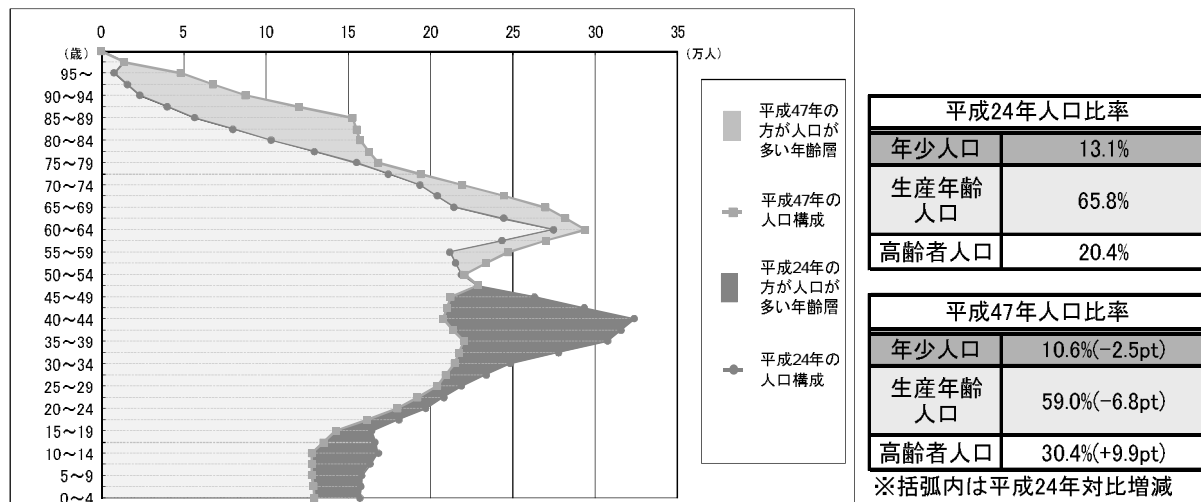 0 5 10 15 20 25 30 35
(歳)
(万人)
95〜
90〜94
85〜89
80〜84
75〜79
70〜74
65〜69
60〜64
55〜59
50〜54
45〜49
40〜44
35〜39
30〜34
25〜29
20〜24
15〜19
10〜14
5〜9
0〜4
平成47年の
方が人口が
多い年齢層
平成47年の
人口構成
平成24年の
方が人口が
多い年齢層
平成24年の
人口構成
平成24年人口比率
年少人口 13.1%
生産年齢
人口 65.8%
高齢者人口 20.4%
平成47年人口比率
年少人口 10.6%(-2.5pt)
生産年齢
人口 59.0%(-6.8pt)
高齢者人口 30.4%(+9.9pt)
※括弧内は平成24年対比増減